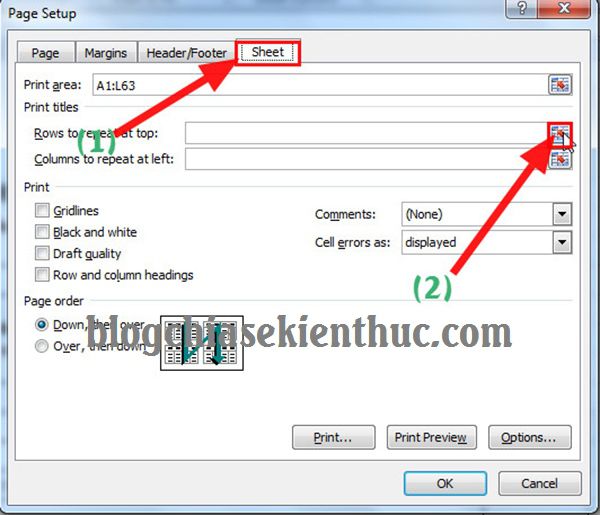 Page Setup
Page Margins Header/Footer Sheet
Print area: A1:L63
Print titles
Rows to repeat at top:
(1)
Columns to repeat at left:
Print
Gridlines
Black and white
Draft quality
Row and column headings
Comments: (None)
Cell errors as: displayed
(2)
Page order
Down, then over
Over, then down
blogchiasekienthuc.com
Print... Print Preview Options...
OK Cancel